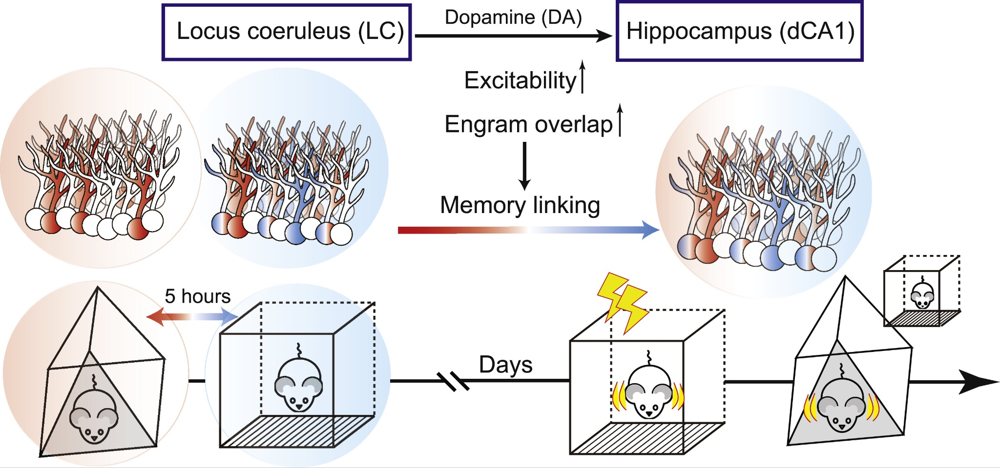 Locus coeruleus (LC)
Dopamine (DA)
Hippocampus (dCA1)
Excitability
Engram overlap
Memory linking
5 hours
Days